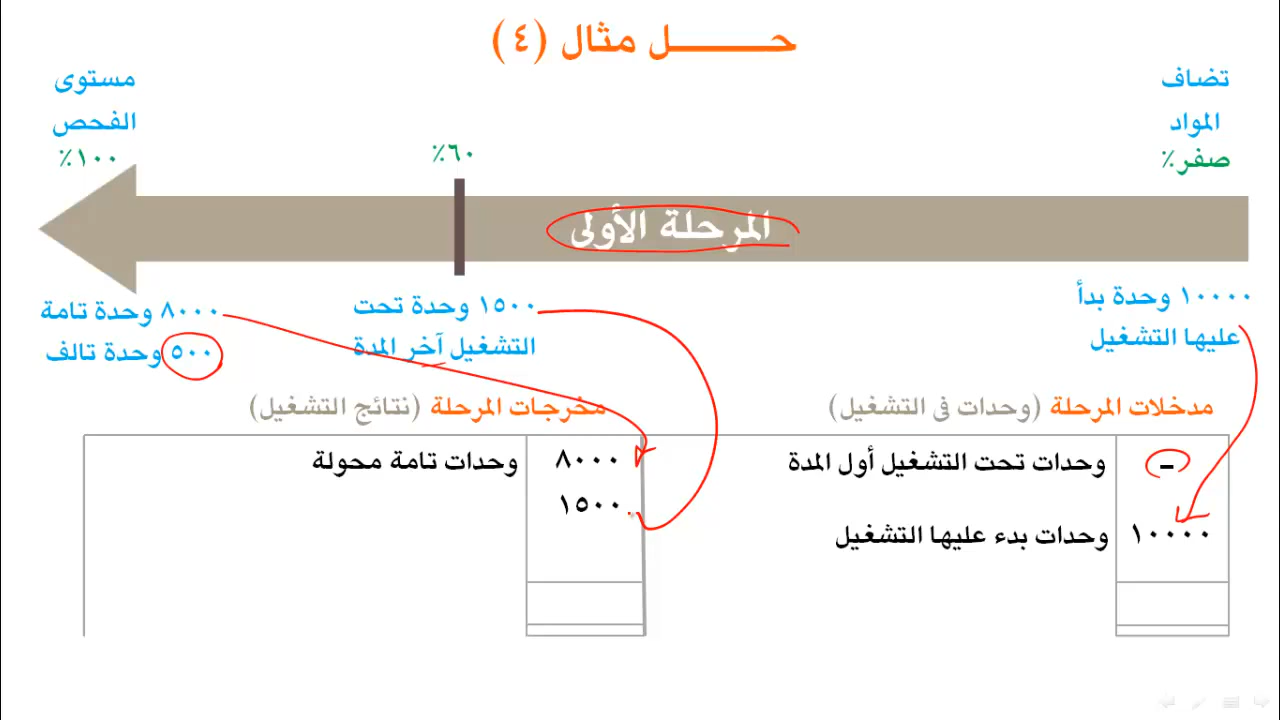 حـــــــــل مثال (٤)
تضاف
المواد
صفر٪
٦٠٪
مستوى
الفحص
١٠٠٪
المرحلة الأولى
١٠٠٠٠ وحدة بدأ
عليها التشغيل
١٥٠٠ وحدة تحت
التشغيل آخر المدة
٨٠٠٠ وحدة تامة
٥٠٠ وحدة تالف
مدخلات المرحلة (وحدات فى التشغيل)
- وحدات تحت التشغيل أول المدة
١٠٠٠٠ وحدات بدء عليها التشغيل
مخرجات المرحلة (نتائج التشغيل)
٨٠٠٠ وحدات تامة محولة
١٥٠٠